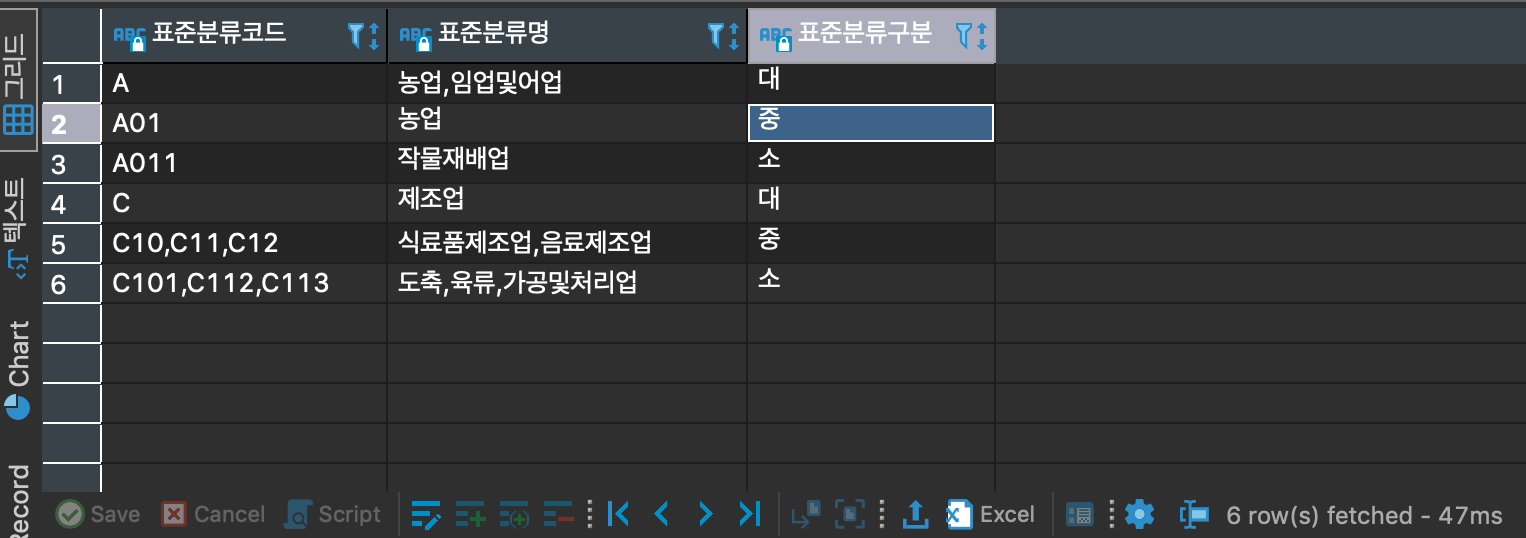 표준분류코드 표준분류명 표준분류구분
1 A 농업,임업및어업 대
2 A01 농업 중
3 A011 작물재배업 소
4 C 제조업 대
5 C10,C11,C12 식료품제조업,음료제조업 중
6 C101,C112,C113 도축,육류,가공및처리업 소
그리드
텍스트
Chart
Record
Save Cancel Script Excel 6 row(s) fetched - 47ms